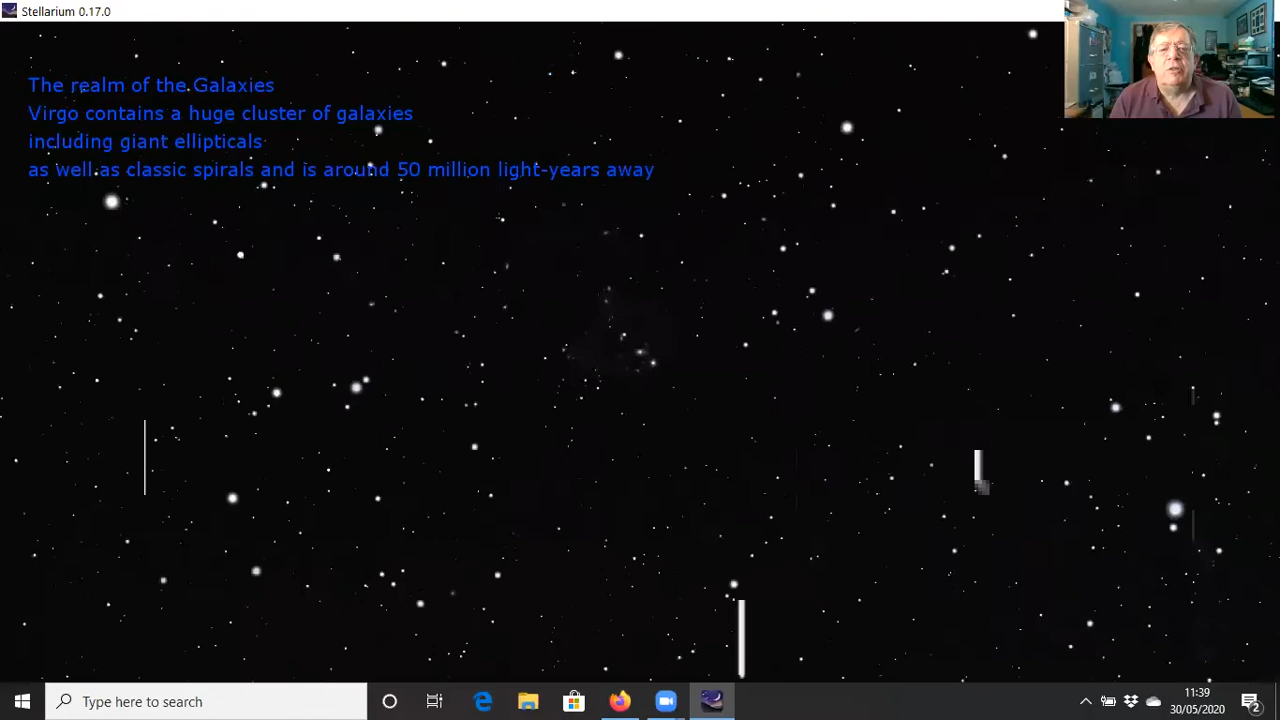 Stellarium 0.17.0
The realm of the Galaxies
Virgo contains a huge cluster of galaxies
including giant ellipticals
as well as classic spirals and is around 50 million light-years away
Type here to search
11:39
30/05/2020
2